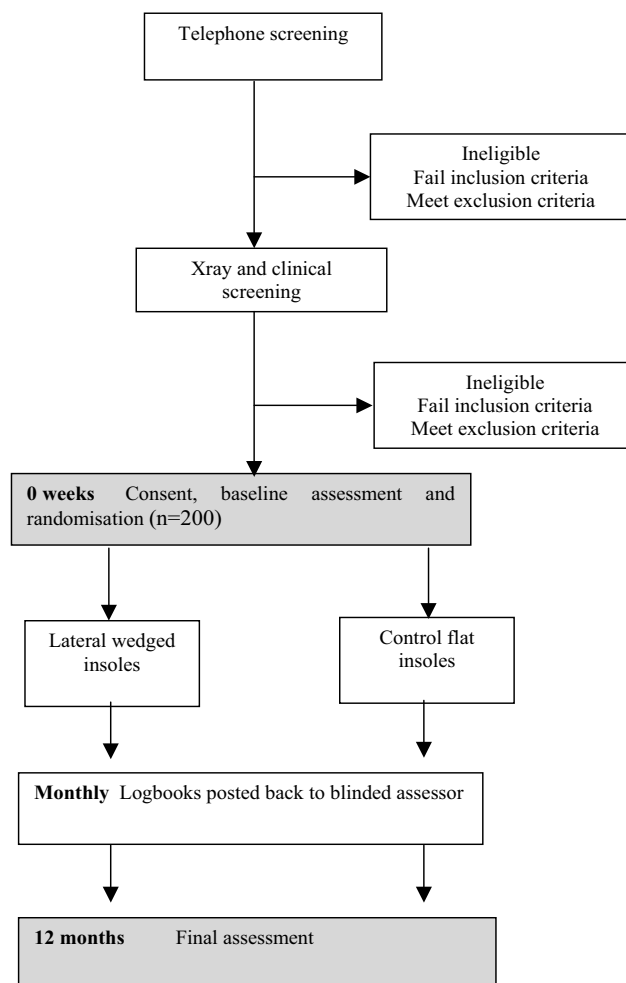 Telephone screening
Ineligible
Fail inclusion criteria
Meet exclusion criteria
Xray and clinical
screening
Ineligible
Fail inclusion criteria
Meet exclusion criteria
0 weeks Consent, baseline assessment and
randomisation (n=200)
Lateral wedged
insoles
Control flat
insoles
Monthly Logbooks posted back to blinded assessor
12 months Final assessment